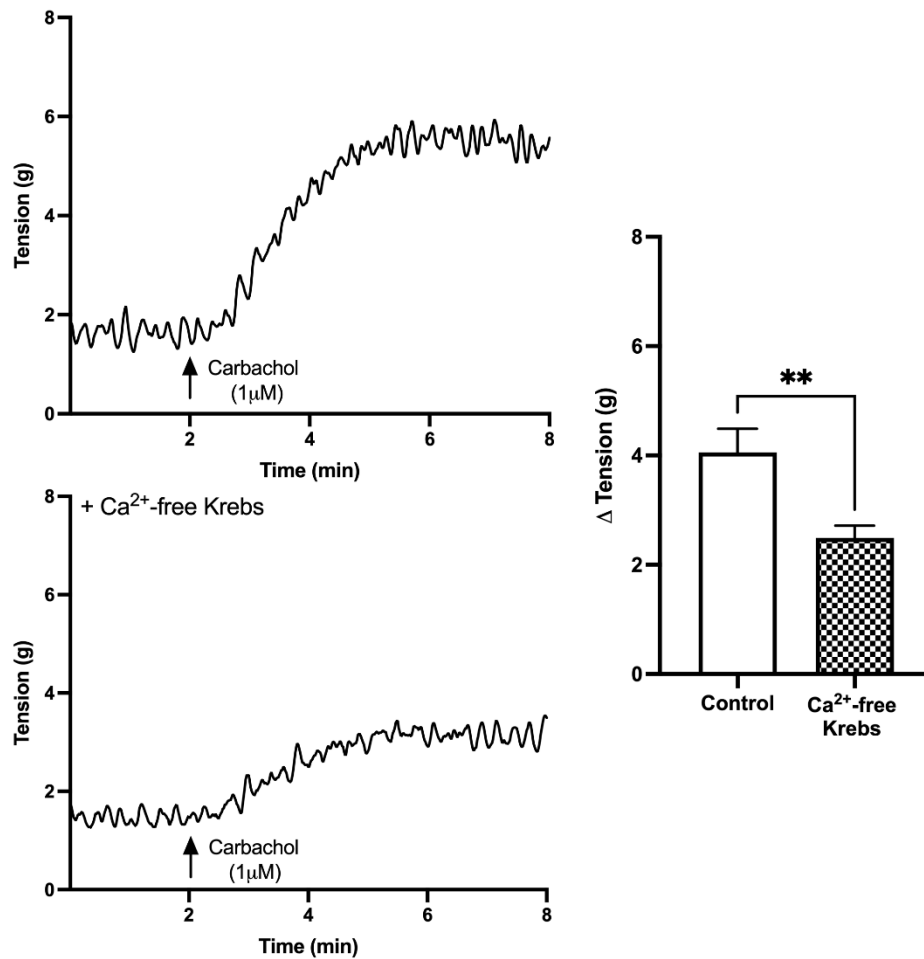 8
6
Tension (g)
4
2
Carbachol
(1μM)
0
2
4
6
8
Time (min)
+ Ca²⁺-free Krebs
8
6
Tension (g)
4
2
Carbachol
(1μM)
0
2
4
6
8
Time (min)
8
**
6
Δ Tension (g)
4
2
0
Control
Ca²⁺-free
Krebs